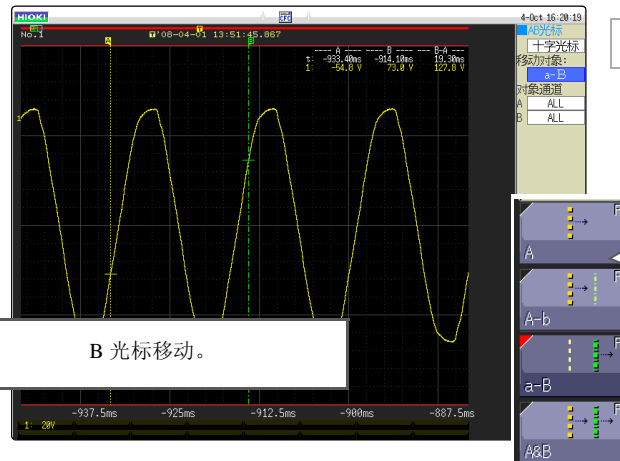 HIOKI
4-Oct 16:20:19
No.1
T'08-04-01 13:51:45.867
A
T
B
---- A ---- ---- B ---- --- B-A ---
t: -933.40ms -914.10ms 19.30ms
1: -54.8 V 73.0 V 127.8 V
1
AB光标
十字光标
移动对象:
a-B
对象通道
A ALL
B ALL
B 光标移动。
-937.5ms -925ms -912.5ms -900ms -887.5ms
1: 20V
A
A-b
a-B
A&B